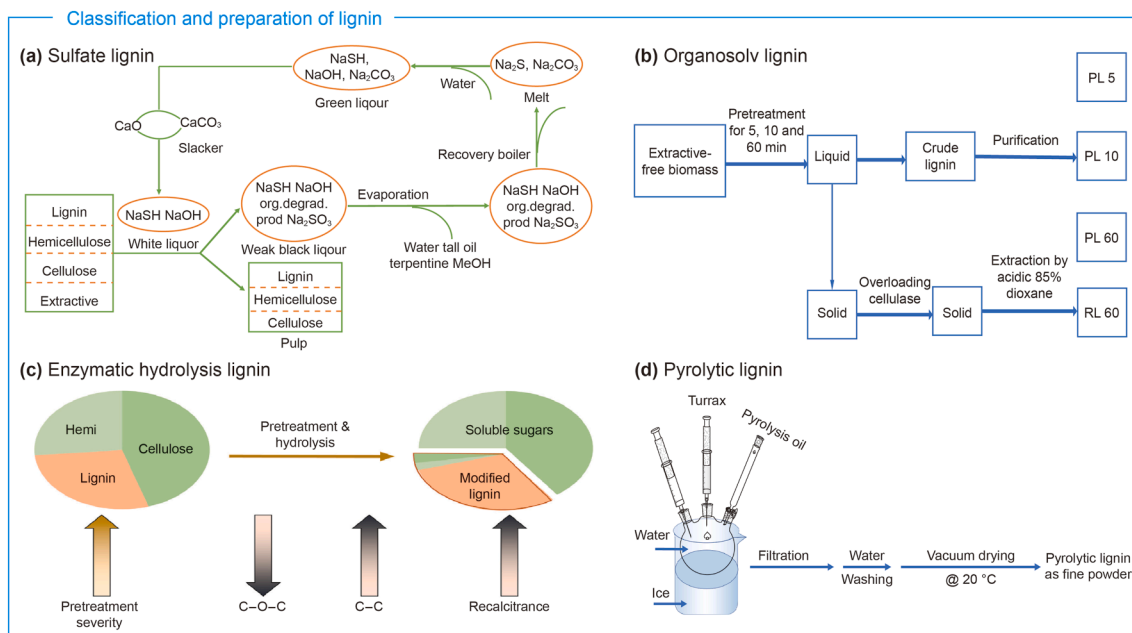 Classification and preparation of lignin
(a) Sulfate lignin
NaSH,
NaOH, Na₂CO₃
Green liqour
Water
Na₂S, Na₂CO₃
Melt
CaO
CaCO₃
Slacker
Recovery boiler
Lignin
Hemicellulose
Cellulose
Extractive
NaSH NaOH
White liquor
NaSH NaOH
org.degrad.
prod Na₂SO₃
Weak black liqour
Evaporation
Water tall oil
terpentine MeOH
NaSH NaOH
org.degrad.
prod Na₂SO₃
Lignin
Hemicellulose
Cellulose
Pulp
(b) Organosolv lignin
PL 5
Extractive-
free biomass
Pretreatment
for 5, 10 and
60 min
Liquid
Crude
lignin
Purification
PL 10
PL 60
Solid
Overloading
cellulase
Solid
Extraction by
acidic 85%
dioxane
RL 60
(c) Enzymatic hydrolysis lignin
Hemi
Cellulose
Lignin
Pretreatment &
hydrolysis
Soluble sugars
Modified
lignin
Pretreatment
severity
C–O–C
C–C
Recalcitrance
(d) Pyrolytic lignin
Turrax
Pyrolysis oil
Water
Ice
Filtration
Water
Washing
Vacuum drying
@ 20 °C
Pyrolytic lignin
as fine powder